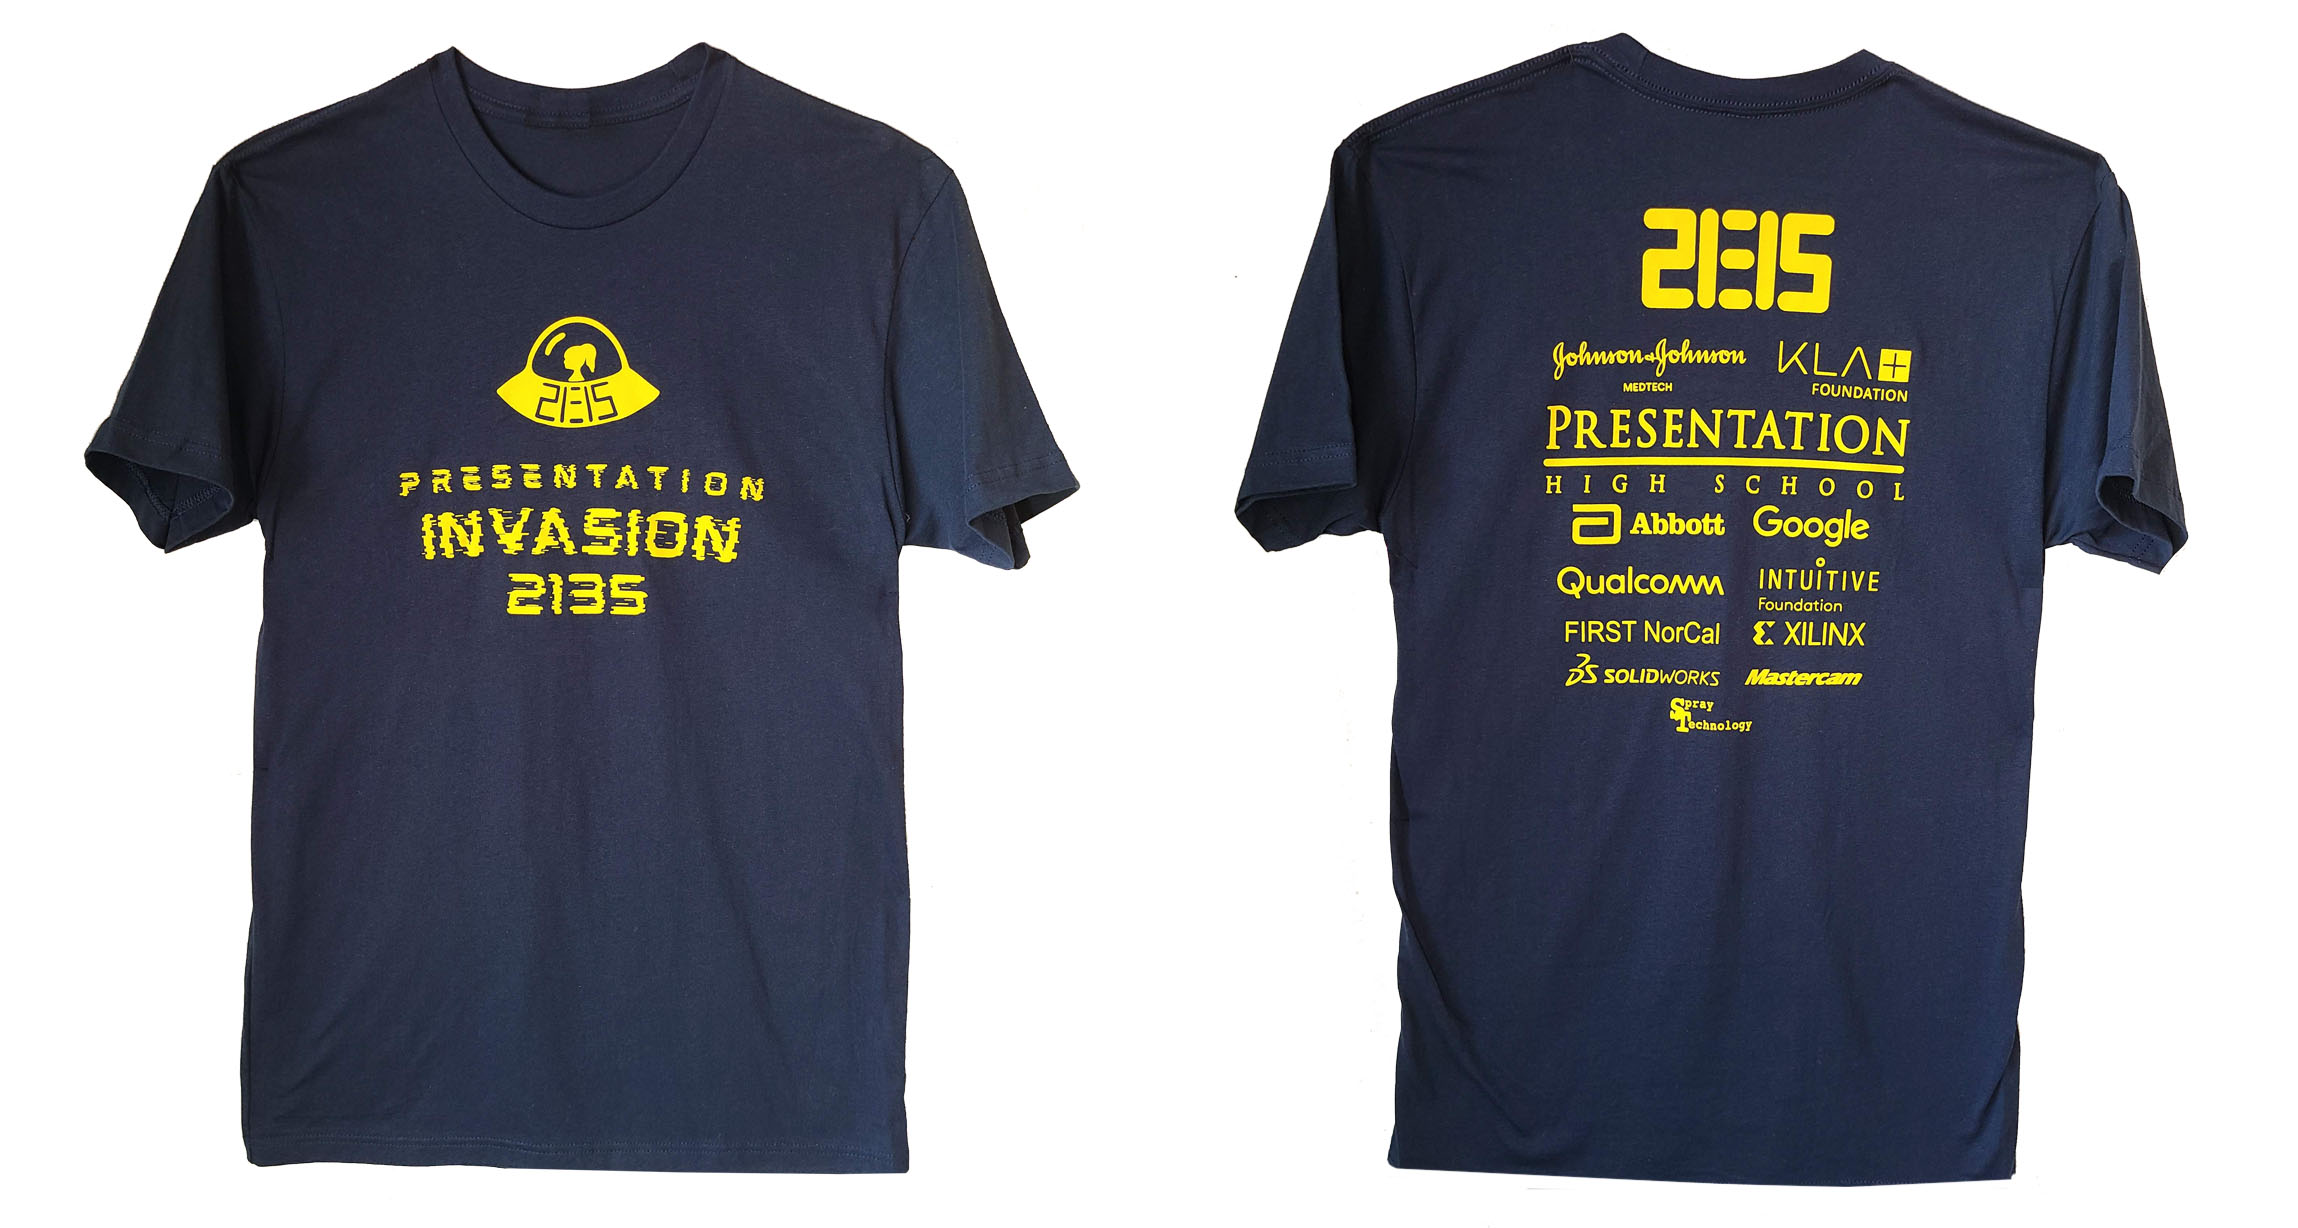 2135
PRESENTATION
INVASION
2135
2135
Johnson & Johnson
MEDTECH
KLA+
FOUNDATION
PRESENTATION
HIGH SCHOOL
Abbott
Google
Qualcomm
INTUITIVE
Foundation
FIRST NorCal
XILINX
DS SOLIDWORKS
Mastercam
Spray
Technology